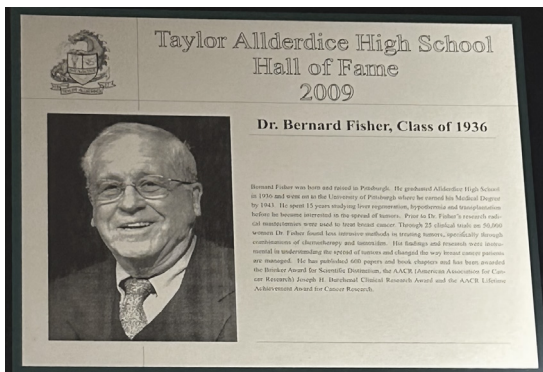 Taylor Allderdice High School
Hall of Fame
2009
Dr. Bernard Fisher, Class of 1936
Bernard Fisher was born and raised in Pittsburgh. He graduated Allderdice High School
in 1936 and went on to the University of Pittsburgh where he earned his Medical Degree
by 1943. He spent 15 years studying liver regeneration, hypothermia and transplantation
before he became interested in the spread of tumors. Prior to Dr. Fisher's research radi-
cal mastectomies were used to treat breast cancer. Through 25 clinical trials on 50,000
women Dr. Fisher found less intrusive methods in treating tumors, specifically through
combinations of chemotherapy and tamoxifen. His findings and research were instru-
mental in understanding the spread of tumors and changed the way breast cancer patients
are managed. He has published 600 papers and book chapters and has been awarded
the Brinker Award for Scientific Distinction, the AACR (American Association for Can-
cer Research) Joseph H. Burchenal Clinical Research Award and the AACR Lifetime
Achievement Award for Cancer Research.